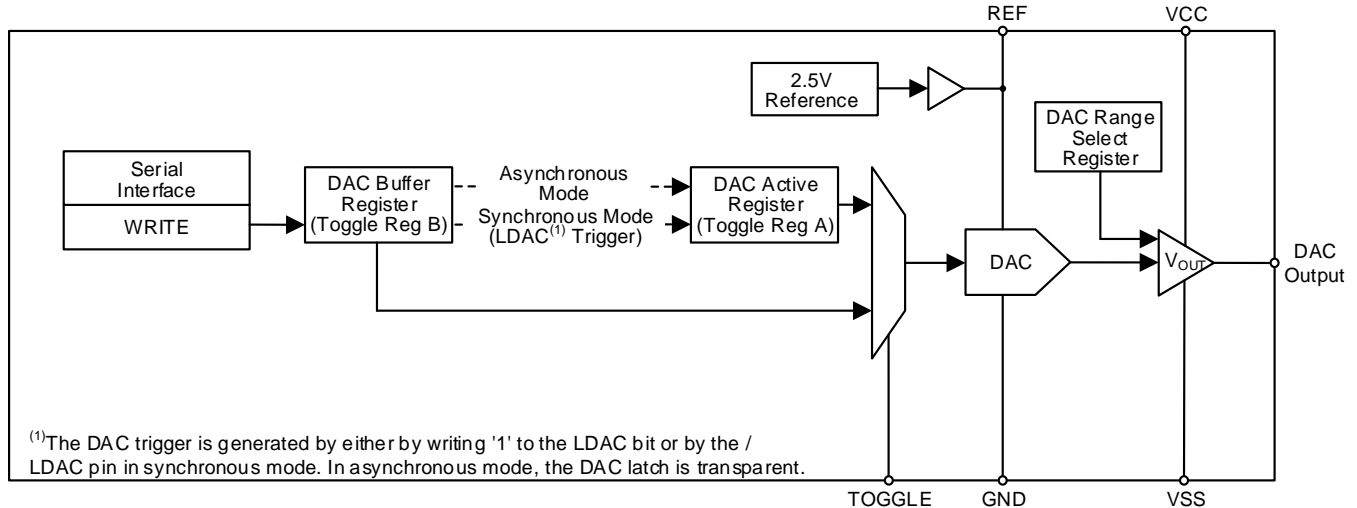 REF
VCC
2.5V
Reference
DAC Range
Select
Register
Serial
Interface
WRITE
DAC Buffer
Register
(Toggle Reg B)
Asynchronous
Mode
Synchronous Mode
(LDAC(1) Trigger)
DAC Active
Register
(Toggle Reg A)
DAC
VOUT
DAC
Output
(1)The DAC trigger is generated by either by writing '1' to the LDAC bit or by the /
LDAC pin in synchronous mode. In asynchronous mode, the DAC latch is transparent.
TOGGLE
GND
VSS